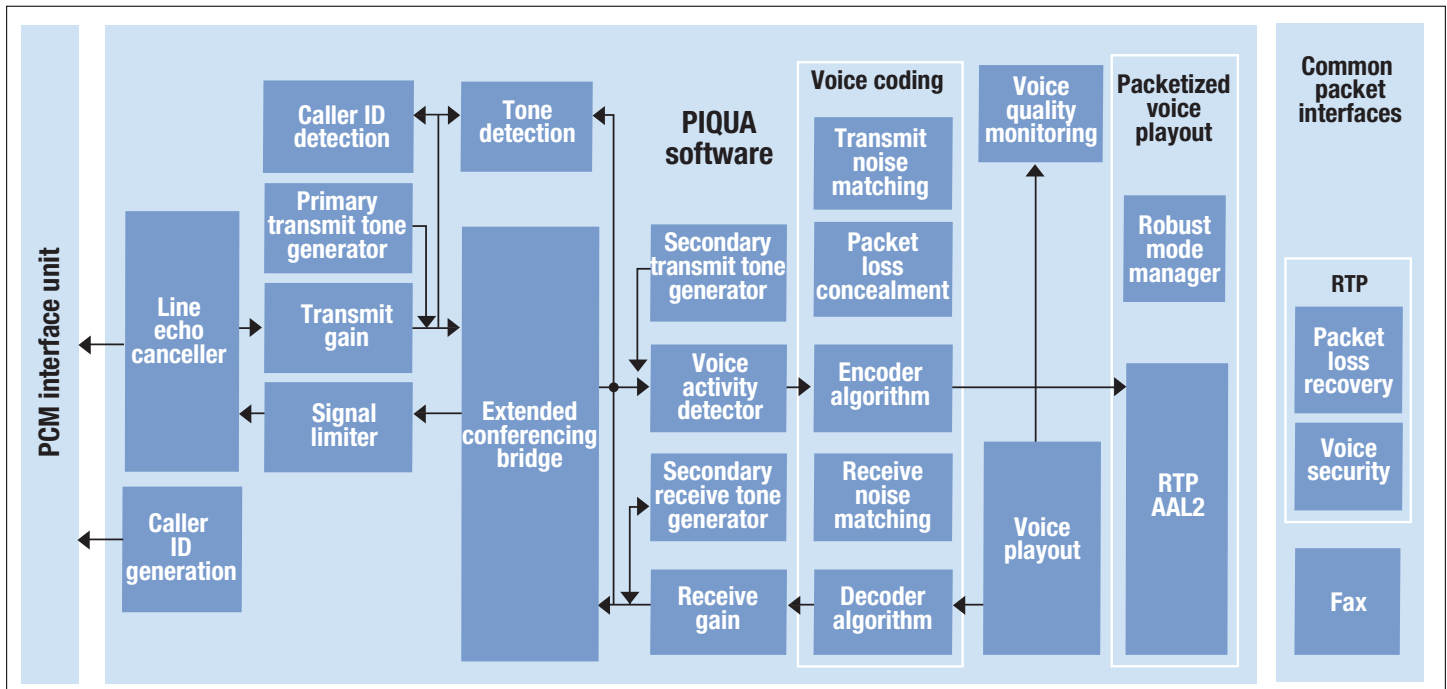 PCM interface unit
Line
echo
canceller
Caller
ID
generation
Caller ID
detection
Primary
transmit tone
generator
Transmit
gain
Signal
limiter
Tone
detection
Extended
conferencing
bridge
PIQUA
software
Secondary
transmit tone
generator
Voice
activity
detector
Secondary
receive tone
generator
Receive
gain
Voice coding
Transmit
noise
matching
Packet
loss
concealment
Encoder
algorithm
Receive
noise
matching
Decoder
algorithm
Voice
quality
monitoring
Voice
playout
Packetized
voice
playout
Robust
mode
manager
RTP
AAL2
Common
packet
interfaces
RTP
Packet
loss
recovery
Voice
security
Fax